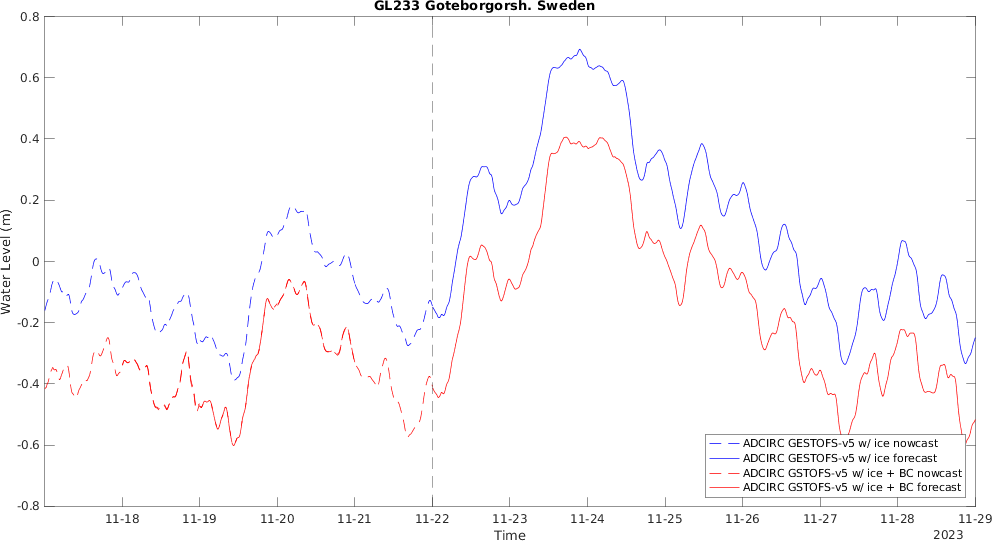 GL233 Goteborgorsh. Sweden
Water Level (m)
0.8
0.6
0.4
0.2
0
-0.2
-0.4
-0.6
-0.8
ADCIRC GESTOFS-v5 w/ ice nowcast
ADCIRC GESTOFS-v5 w/ ice forecast
ADCIRC GSTOFS-v5 w/ ice + BC nowcast
ADCIRC GSTOFS-v5 w/ ice + BC forecast
11-18 11-19 11-20 11-21 11-22 11-23 11-24 11-25 11-26 11-27 11-28 11-29
Time
2023